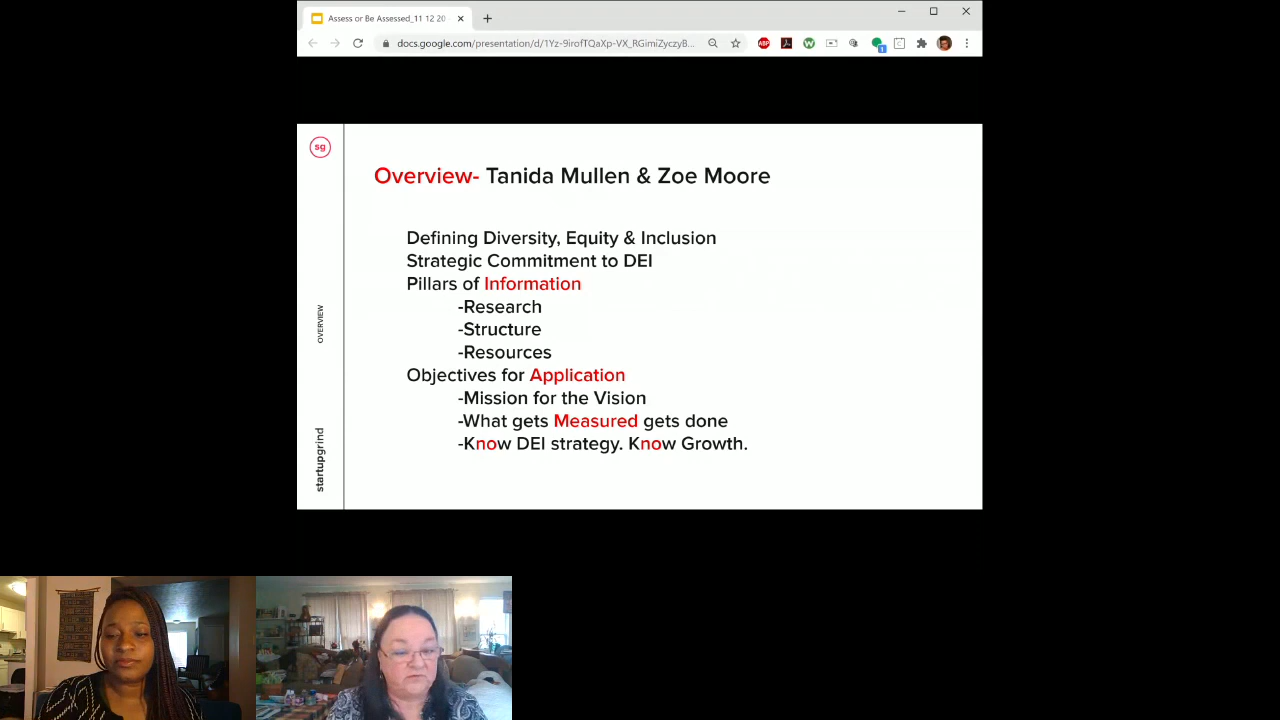 Assess or Be Assessed_11 12 20
docs.google.com/presentation/d/1Yz-9irofTQaXp-VX_RGimiZyczyB...
ABP
W
1
sg
Overview- Tanida Mullen & Zoe Moore
Defining Diversity, Equity & Inclusion
Strategic Commitment to DEI
Pillars of Information
-Research
-Structure
-Resources
Objectives for Application
-Mission for the Vision
-What gets Measured gets done
-Know DEI strategy. Know Growth.
OVERVIEW
startupgrind